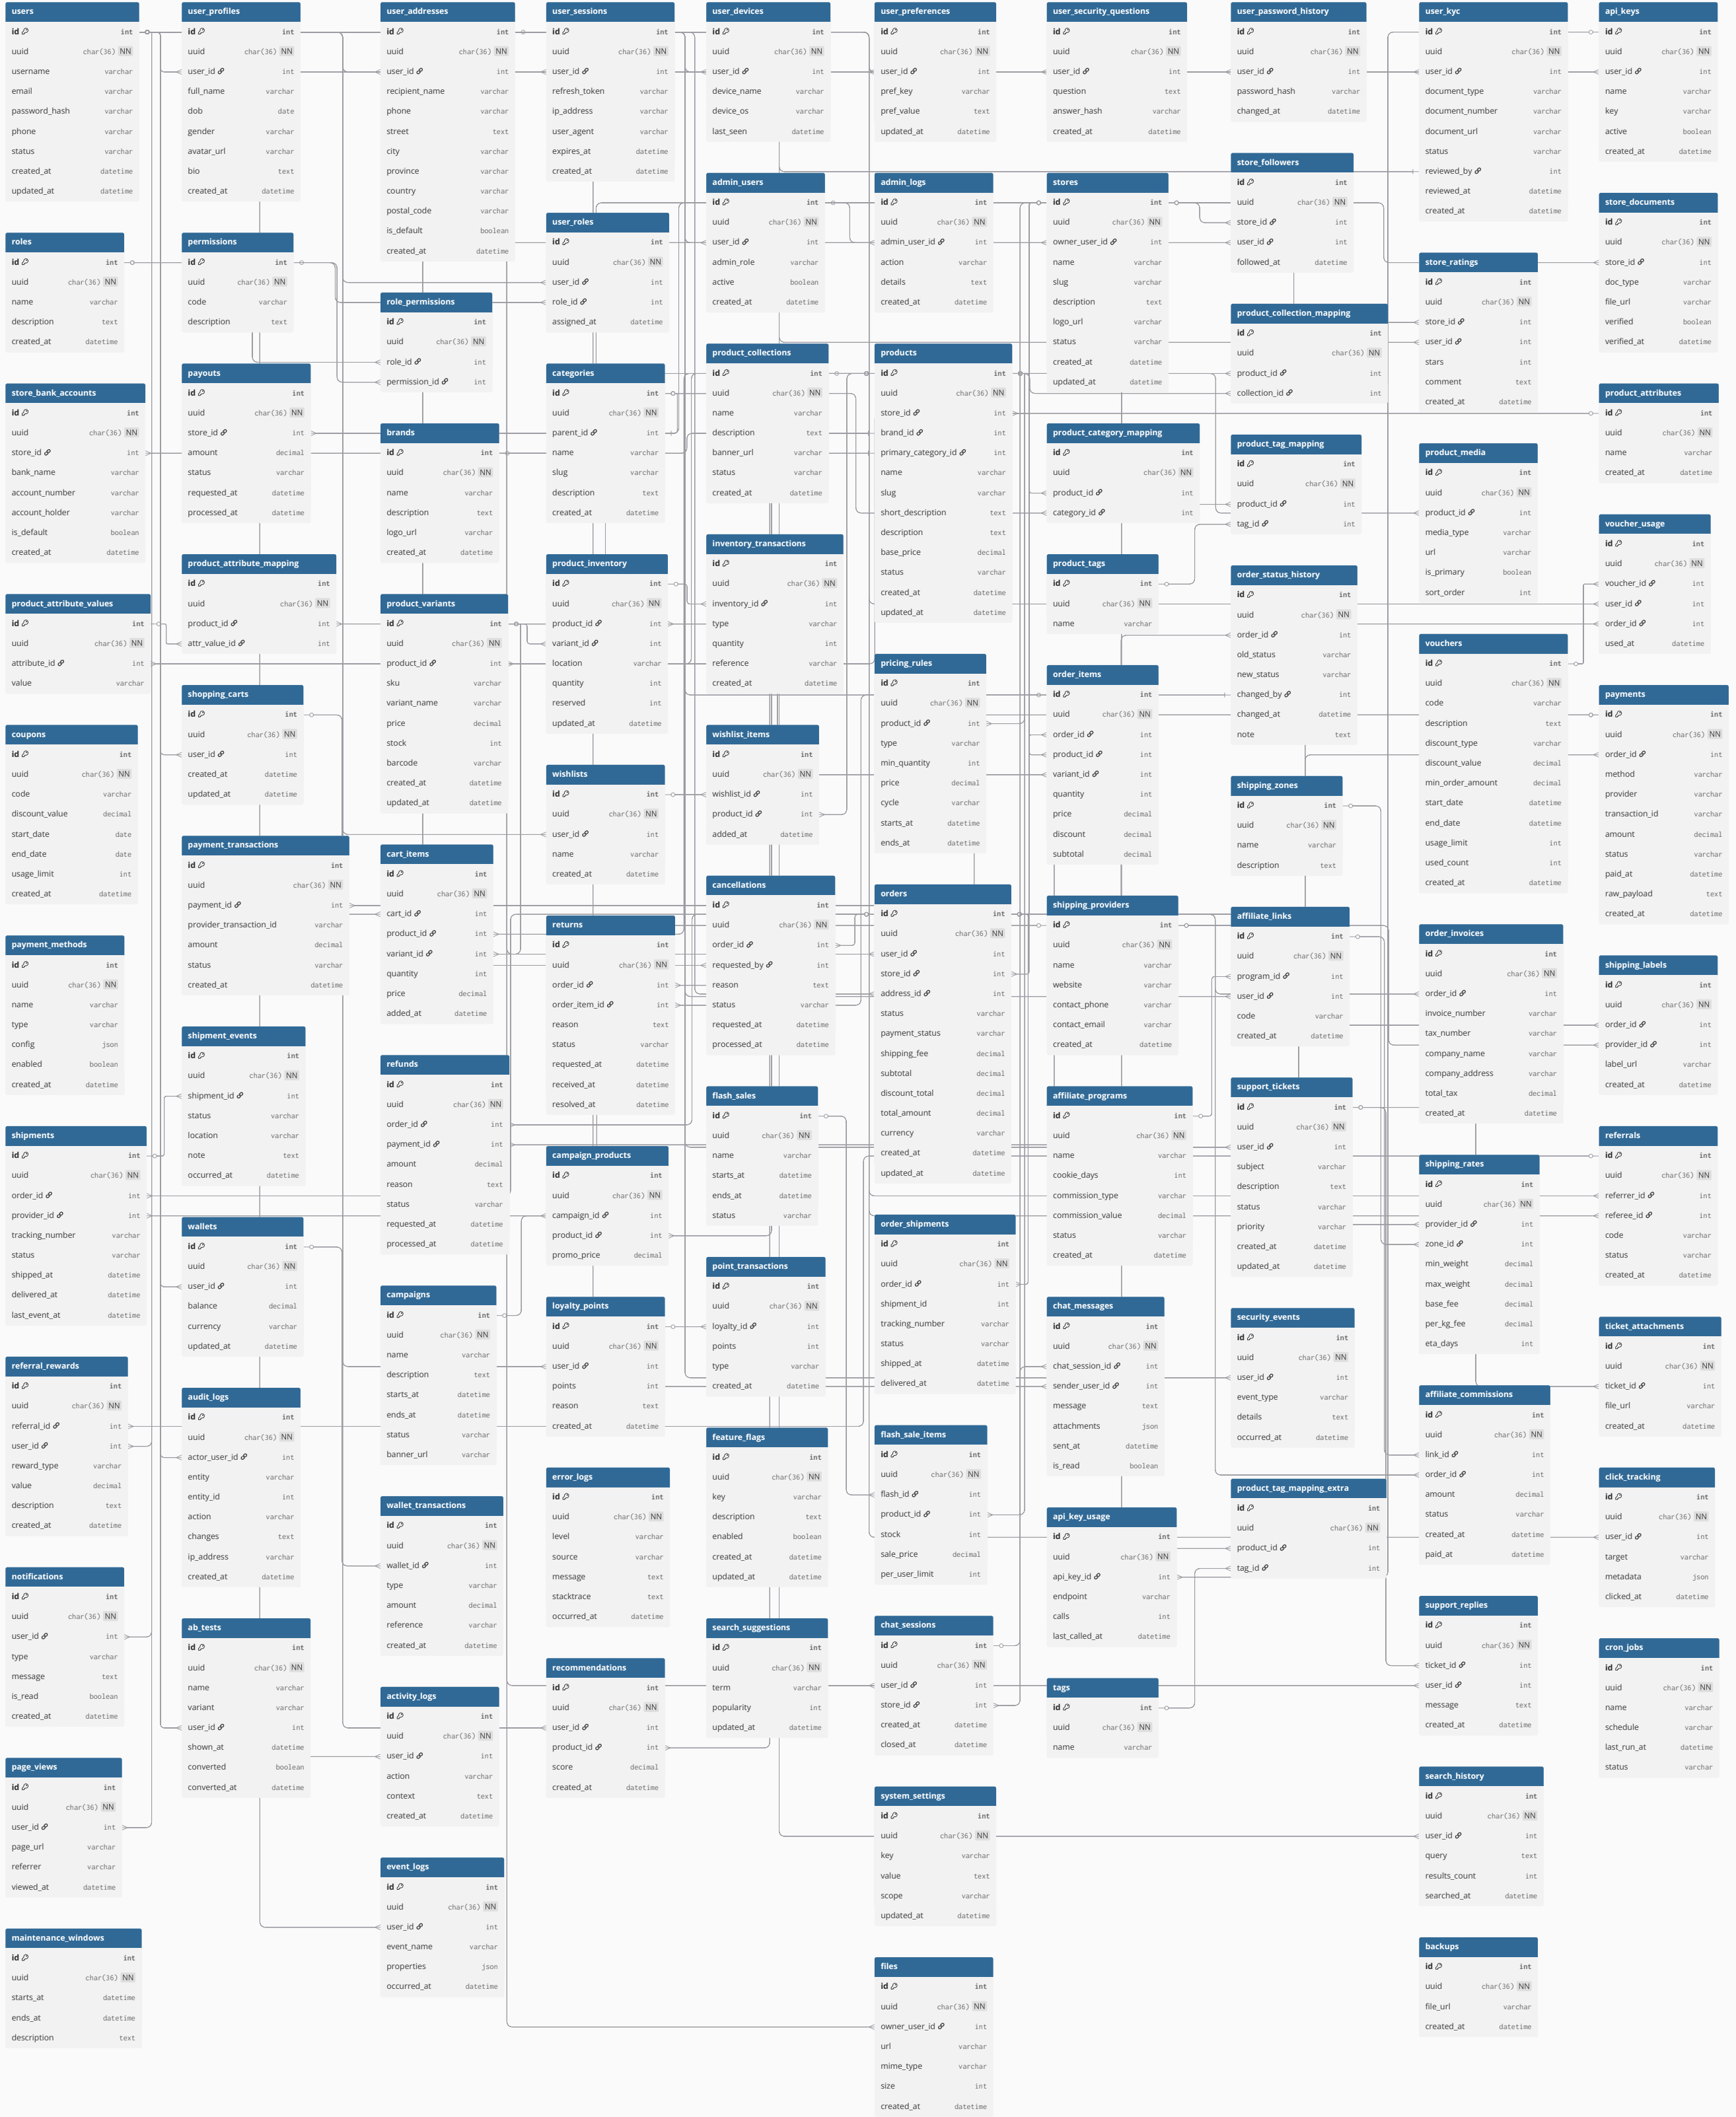 users
id int
uuid char(36) NN
username varchar
email varchar
password_hash varchar
phone varchar
status varchar
created_at datetime
updated_at datetime
roles
id int
uuid char(36) NN
name varchar
description text
created_at datetime
store_bank_accounts
id int
uuid char(36) NN
store_id int
bank_name varchar
account_number varchar
account_holder varchar
is_default boolean
created_at datetime
product_attribute_values
id int
uuid char(36) NN
attribute_id int
value varchar
coupons
id int
uuid char(36) NN
code varchar
discount_value decimal
start_date date
end_date date
usage_limit int
created_at datetime
payment_methods
id int
uuid char(36) NN
name varchar
type varchar
config json
enabled boolean
created_at datetime
shipments
id int
uuid char(36) NN
order_id int
provider_id int
tracking_number varchar
status varchar
shipped_at datetime
delivered_at datetime
last_event_at datetime
referral_rewards
id int
uuid char(36) NN
referral_id int
user_id int
reward_type varchar
value decimal
description text
created_at datetime
notifications
id int
uuid char(36) NN
user_id int
type varchar
message text
is_read boolean
created_at datetime
page_views
id int
uuid char(36) NN
user_id int
page_url varchar
referrer varchar
viewed_at datetime
maintenance_windows
id int
uuid char(36) NN
starts_at datetime
ends_at datetime
description text
user_profiles
id int
uuid char(36) NN
user_id int
full_name varchar
dob date
gender varchar
avatar_url varchar
bio text
created_at datetime
permissions
id int
uuid char(36) NN
code varchar
description text
payouts
id int
uuid char(36) NN
store_id int
amount decimal
status varchar
requested_at datetime
processed_at datetime
product_attribute_mapping
id int
uuid char(36) NN
product_id int
attr_value_id int
shopping_carts
id int
uuid char(36) NN
user_id int
created_at datetime
updated_at datetime
payment_transactions
id int
uuid char(36) NN
payment_id int
provider_transaction_id varchar
amount decimal
status varchar
created_at datetime
shipment_events
id int
uuid char(36) NN
shipment_id int
status varchar
location varchar
note text
occurred_at datetime
wallets
id int
uuid char(36) NN
user_id int
balance decimal
currency varchar
updated_at datetime
audit_logs
id int
uuid char(36) NN
actor_user_id int
entity varchar
entity_id int
action varchar
changes text
ip_address varchar
created_at datetime
ab_tests
id int
uuid char(36) NN
name varchar
variant varchar
user_id int
shown_at datetime
converted boolean
converted_at datetime
user_addresses
id int
uuid char(36) NN
user_id int
recipient_name varchar
phone varchar
street text
city varchar
province varchar
country varchar
postal_code varchar
is_default boolean
created_at datetime
role_permissions
id int
uuid char(36) NN
role_id int
permission_id int
brands
id int
uuid char(36) NN
name varchar
description text
logo_url varchar
created_at datetime
product_variants
id int
uuid char(36) NN
product_id int
sku varchar
variant_name varchar
price decimal
stock int
barcode varchar
created_at datetime
updated_at datetime
cart_items
id int
uuid char(36) NN
cart_id int
product_id int
variant_id int
quantity int
price decimal
added_at datetime
refunds
id int
uuid char(36) NN
order_id int
payment_id int
amount decimal
reason text
status varchar
requested_at datetime
processed_at datetime
campaigns
id int
uuid char(36) NN
name varchar
description text
starts_at datetime
ends_at datetime
status varchar
banner_url varchar
wallet_transactions
id int
uuid char(36) NN
wallet_id int
type varchar
amount decimal
reference varchar
created_at datetime
activity_logs
id int
uuid char(36) NN
user_id int
action varchar
context text
created_at datetime
event_logs
id int
uuid char(36) NN
user_id int
event_name varchar
properties json
occurred_at datetime
user_sessions
id int
uuid char(36) NN
user_id int
refresh_token varchar
ip_address varchar
user_agent varchar
expires_at datetime
created_at datetime
user_roles
id int
uuid char(36) NN
user_id int
role_id int
assigned_at datetime
categories
id int
uuid char(36) NN
parent_id int
name varchar
slug varchar
description text
created_at datetime
product_inventory
id int
uuid char(36) NN
product_id int
variant_id int
location varchar
quantity int
reserved int
updated_at datetime
wishlists
id int
uuid char(36) NN
user_id int
name varchar
created_at datetime
returns
id int
uuid char(36) NN
order_id int
order_item_id int
reason text
status varchar
requested_at datetime
received_at datetime
resolved_at datetime
campaign_products
id int
uuid char(36) NN
campaign_id int
product_id int
promo_price decimal
loyalty_points
id int
uuid char(36) NN
user_id int
points int
reason text
created_at datetime
error_logs
id int
uuid char(36) NN
level varchar
source varchar
message text
stacktrace text
occurred_at datetime
recommendations
id int
uuid char(36) NN
user_id int
product_id int
score decimal
created_at datetime
user_devices
id int
uuid char(36) NN
user_id int
device_name varchar
device_os varchar
last_seen datetime
admin_users
id int
uuid char(36) NN
user_id int
admin_role varchar
active boolean
created_at datetime
product_collections
id int
uuid char(36) NN
name varchar
description text
banner_url varchar
status varchar
created_at datetime
inventory_transactions
id int
uuid char(36) NN
inventory_id int
type varchar
quantity int
reference varchar
created_at datetime
wishlist_items
id int
uuid char(36) NN
wishlist_id int
product_id int
added_at datetime
cancellations
id int
uuid char(36) NN
order_id int
requested_by int
reason text
status varchar
requested_at datetime
processed_at datetime
flash_sales
id int
uuid char(36) NN
name varchar
starts_at datetime
ends_at datetime
status varchar
point_transactions
id int
uuid char(36) NN
loyalty_id int
points int
type varchar
created_at datetime
feature_flags
id int
uuid char(36) NN
key varchar
description text
enabled boolean
created_at datetime
updated_at datetime
search_suggestions
id int
uuid char(36) NN
term varchar
popularity int
updated_at datetime
user_preferences
id int
uuid char(36) NN
user_id int
pref_key varchar
pref_value text
updated_at datetime
admin_logs
id int
uuid char(36) NN
admin_user_id int
action varchar
details text
created_at datetime
products
id int
uuid char(36) NN
store_id int
brand_id int
primary_category_id int
name varchar
slug varchar
short_description text
description text
base_price decimal
status varchar
created_at datetime
updated_at datetime
pricing_rules
id int
uuid char(36) NN
product_id int
type varchar
min_quantity int
price decimal
cycle varchar
starts_at datetime
ends_at datetime
orders
id int
uuid char(36) NN
user_id int
store_id int
address_id int
status varchar
payment_status varchar
shipping_fee decimal
subtotal decimal
discount_total decimal
total_amount decimal
currency varchar
created_at datetime
updated_at datetime
order_shipments
id int
uuid char(36) NN
order_id int
shipment_id int
tracking_number varchar
status varchar
shipped_at datetime
delivered_at datetime
flash_sale_items
id int
uuid char(36) NN
flash_id int
product_id int
stock int
sale_price decimal
per_user_limit int
chat_sessions
id int
uuid char(36) NN
user_id int
store_id int
created_at datetime
closed_at datetime
system_settings
id int
uuid char(36) NN
key varchar
value text
scope varchar
updated_at datetime
files
id int
uuid char(36) NN
owner_user_id int
url varchar
mime_type varchar
size int
created_at datetime
user_security_questions
id int
uuid char(36) NN
user_id int
question text
answer_hash varchar
created_at datetime
stores
id int
uuid char(36) NN
owner_user_id int
name varchar
slug varchar
description text
logo_url varchar
status varchar
created_at datetime
updated_at datetime
product_category_mapping
id int
uuid char(36) NN
product_id int
category_id int
product_tags
id int
uuid char(36) NN
name varchar
order_items
id int
uuid char(36) NN
order_id int
product_id int
variant_id int
quantity int
price decimal
discount decimal
subtotal decimal
shipping_providers
id int
uuid char(36) NN
name varchar
website varchar
contact_phone varchar
contact_email varchar
created_at datetime
affiliate_programs
id int
uuid char(36) NN
name varchar
cookie_days int
commission_type varchar
commission_value decimal
status varchar
created_at datetime
chat_messages
id int
uuid char(36) NN
chat_session_id int
sender_user_id int
message text
attachments json
sent_at datetime
is_read boolean
api_key_usage
id int
uuid char(36) NN
api_key_id int
endpoint varchar
calls int
last_called_at datetime
tags
id int
uuid char(36) NN
name varchar
user_password_history
id int
uuid char(36) NN
user_id int
password_hash varchar
changed_at datetime
store_followers
id int
uuid char(36) NN
store_id int
user_id int
followed_at datetime
product_collection_mapping
id int
uuid char(36) NN
product_id int
collection_id int
product_tag_mapping
id int
uuid char(36) NN
product_id int
tag_id int
order_status_history
id int
uuid char(36) NN
order_id int
old_status varchar
new_status varchar
changed_by int
changed_at datetime
note text
shipping_zones
id int
uuid char(36) NN
name varchar
description text
affiliate_links
id int
uuid char(36) NN
program_id int
user_id int
code varchar
created_at datetime
support_tickets
id int
uuid char(36) NN
user_id int
subject varchar
description text
status varchar
priority varchar
created_at datetime
updated_at datetime
security_events
id int
uuid char(36) NN
user_id int
event_type varchar
details text
occurred_at datetime
product_tag_mapping_extra
id int
uuid char(36) NN
product_id int
tag_id int
user_kyc
id int
uuid char(36) NN
user_id int
document_type varchar
document_number varchar
document_url varchar
status varchar
reviewed_by int
reviewed_at datetime
created_at datetime
store_ratings
id int
uuid char(36) NN
store_id int
user_id int
stars int
comment text
created_at datetime
product_media
id int
uuid char(36) NN
product_id int
media_type varchar
url varchar
is_primary boolean
sort_order int
vouchers
id int
uuid char(36) NN
code varchar
description text
discount_type varchar
discount_value decimal
min_order_amount decimal
start_date datetime
end_date datetime
usage_limit int
used_count int
created_at datetime
order_invoices
id int
uuid char(36) NN
order_id int
invoice_number varchar
tax_number varchar
company_name varchar
company_address varchar
total_tax decimal
created_at datetime
shipping_rates
id int
uuid char(36) NN
provider_id int
zone_id int
min_weight decimal
max_weight decimal
base_fee decimal
per_kg_fee decimal
eta_days int
affiliate_commissions
id int
uuid char(36) NN
link_id int
order_id int
amount decimal
status varchar
created_at datetime
paid_at datetime
support_replies
id int
uuid char(36) NN
ticket_id int
user_id int
message text
created_at datetime
search_history
id int
uuid char(36) NN
user_id int
query text
results_count int
searched_at datetime
backups
id int
uuid char(36) NN
file_url varchar
created_at datetime
api_keys
id int
uuid char(36) NN
user_id int
name varchar
key varchar
active boolean
created_at datetime
store_documents
id int
uuid char(36) NN
store_id int
doc_type varchar
file_url varchar
verified boolean
verified_at datetime
product_attributes
id int
uuid char(36) NN
name varchar
created_at datetime
voucher_usage
id int
uuid char(36) NN
voucher_id int
user_id int
order_id int
used_at datetime
payments
id int
uuid char(36) NN
order_id int
method varchar
provider varchar
transaction_id varchar
amount decimal
status varchar
paid_at datetime
raw_payload text
created_at datetime
shipping_labels
id int
uuid char(36) NN
order_id int
provider_id int
label_url varchar
created_at datetime
referrals
id int
uuid char(36) NN
referrer_id int
referee_id int
code varchar
status varchar
created_at datetime
ticket_attachments
id int
uuid char(36) NN
ticket_id int
file_url varchar
created_at datetime
click_tracking
id int
uuid char(36) NN
user_id int
target varchar
metadata json
clicked_at datetime
cron_jobs
id int
uuid char(36) NN
name varchar
schedule varchar
last_run_at datetime
status varchar